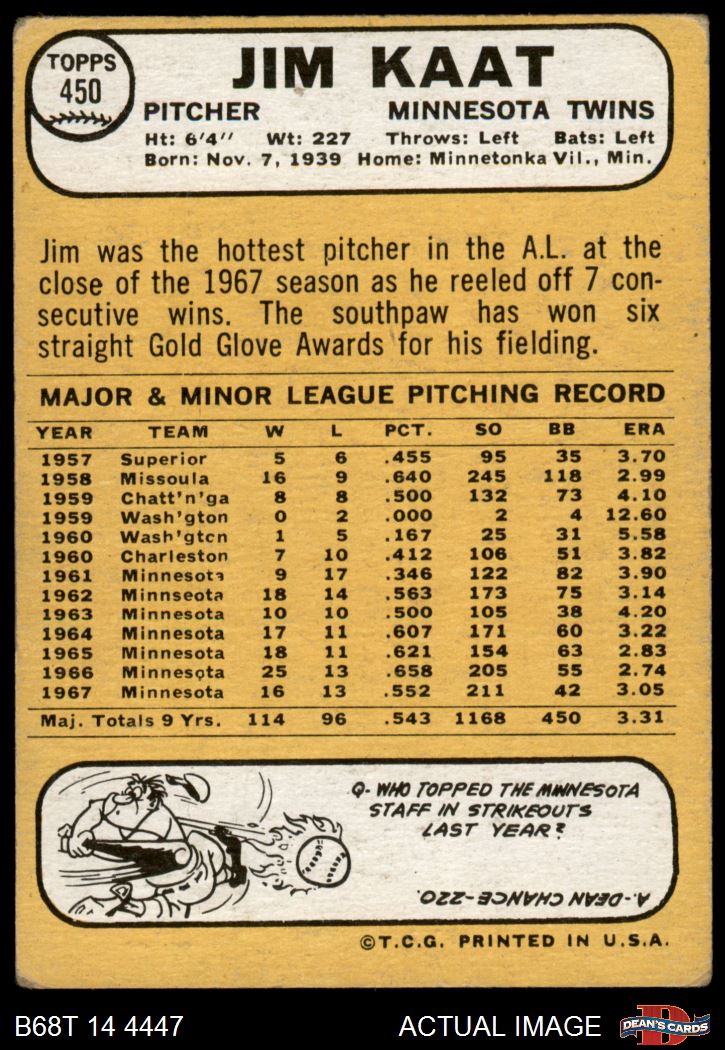 TOPPS
450
JIM KAAT
PITCHER MINNESOTA TWINS
Ht: 6'4" Wt: 227 Throws: Left Bats: Left
Born: Nov. 7, 1939 Home: Minnetonka Vil., Min.
Jim was the hottest pitcher in the A.L. at the
close of the 1967 season as he reeled off 7 con-
secutive wins. The southpaw has won six
straight Gold Glove Awards for his fielding.
MAJOR & MINOR LEAGUE PITCHING RECORD
YEAR TEAM W L PCT. SO BB ERA
1957 Superior 5 6 .455 95 35 3.70
1958 Missoula 16 9 .640 245 118 2.99
1959 Chatt'n'ga 8 8 .500 132 73 4.10
1959 Wash'gton 0 2 .000 2 4 12.60
1960 Wash'gton 1 5 .167 25 31 5.58
1960 Charleston 7 10 .412 106 51 3.82
1961 Minnesota 9 17 .346 122 82 3.90
1962 Minnseota 18 14 .563 173 75 3.14
1963 Minnesota 10 10 .500 105 38 4.20
1964 Minnesota 17 11 .607 171 60 3.22
1965 Minnesota 18 11 .621 154 63 2.83
1966 Minnesota 25 13 .658 205 55 2.74
1967 Minnesota 16 13 .552 211 42 3.05
Maj. Totals 9 Yrs. 114 96 .543 1168 450 3.31
Q- WHO TOPPED THE MINNESOTA
STAFF IN STRIKEOUTS
LAST YEAR?
A- DEAN CHANCE-220.
©T.C.G. PRINTED IN U.S.A.
B68T 14 4447 ACTUAL IMAGE
DEAN'S CARDS